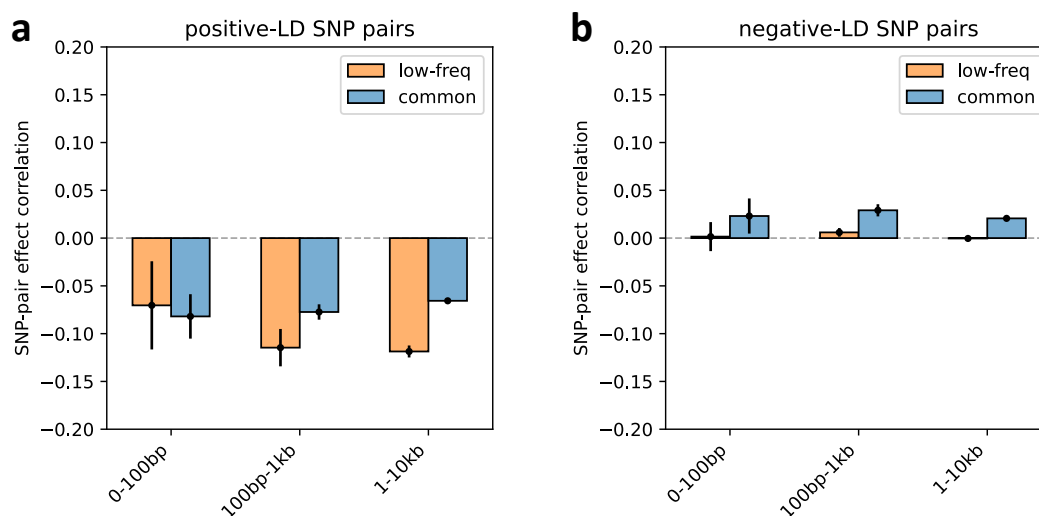 a
positive-LD SNP pairs
SNP-pair effect correlation
0.20
0.15
0.10
0.05
0.00
−0.05
−0.10
−0.15
−0.20
low-freq
common
0-100bp
100bp-1kb
1-10kb
b
negative-LD SNP pairs
SNP-pair effect correlation
0.20
0.15
0.10
0.05
0.00
−0.05
−0.10
−0.15
−0.20
low-freq
common
0-100bp
100bp-1kb
1-10kb